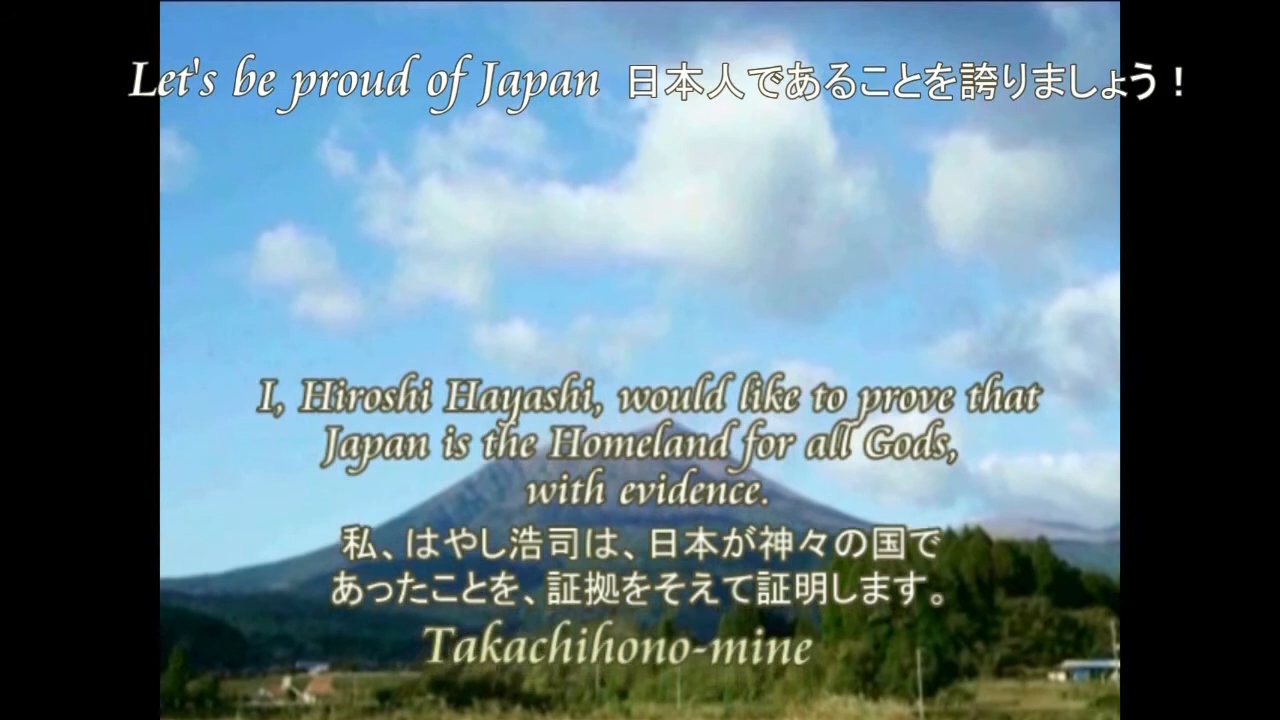 Let's be proud of Japan 日本人であることを誇りましょう！
I, Hiroshi Hayashi, would like to prove that
Japan is the Homeland for all Gods,
with evidence.
私、はやし浩司は、日本が神々の国で
あったことを、証拠をそえて証明します。
Takachihono-mine